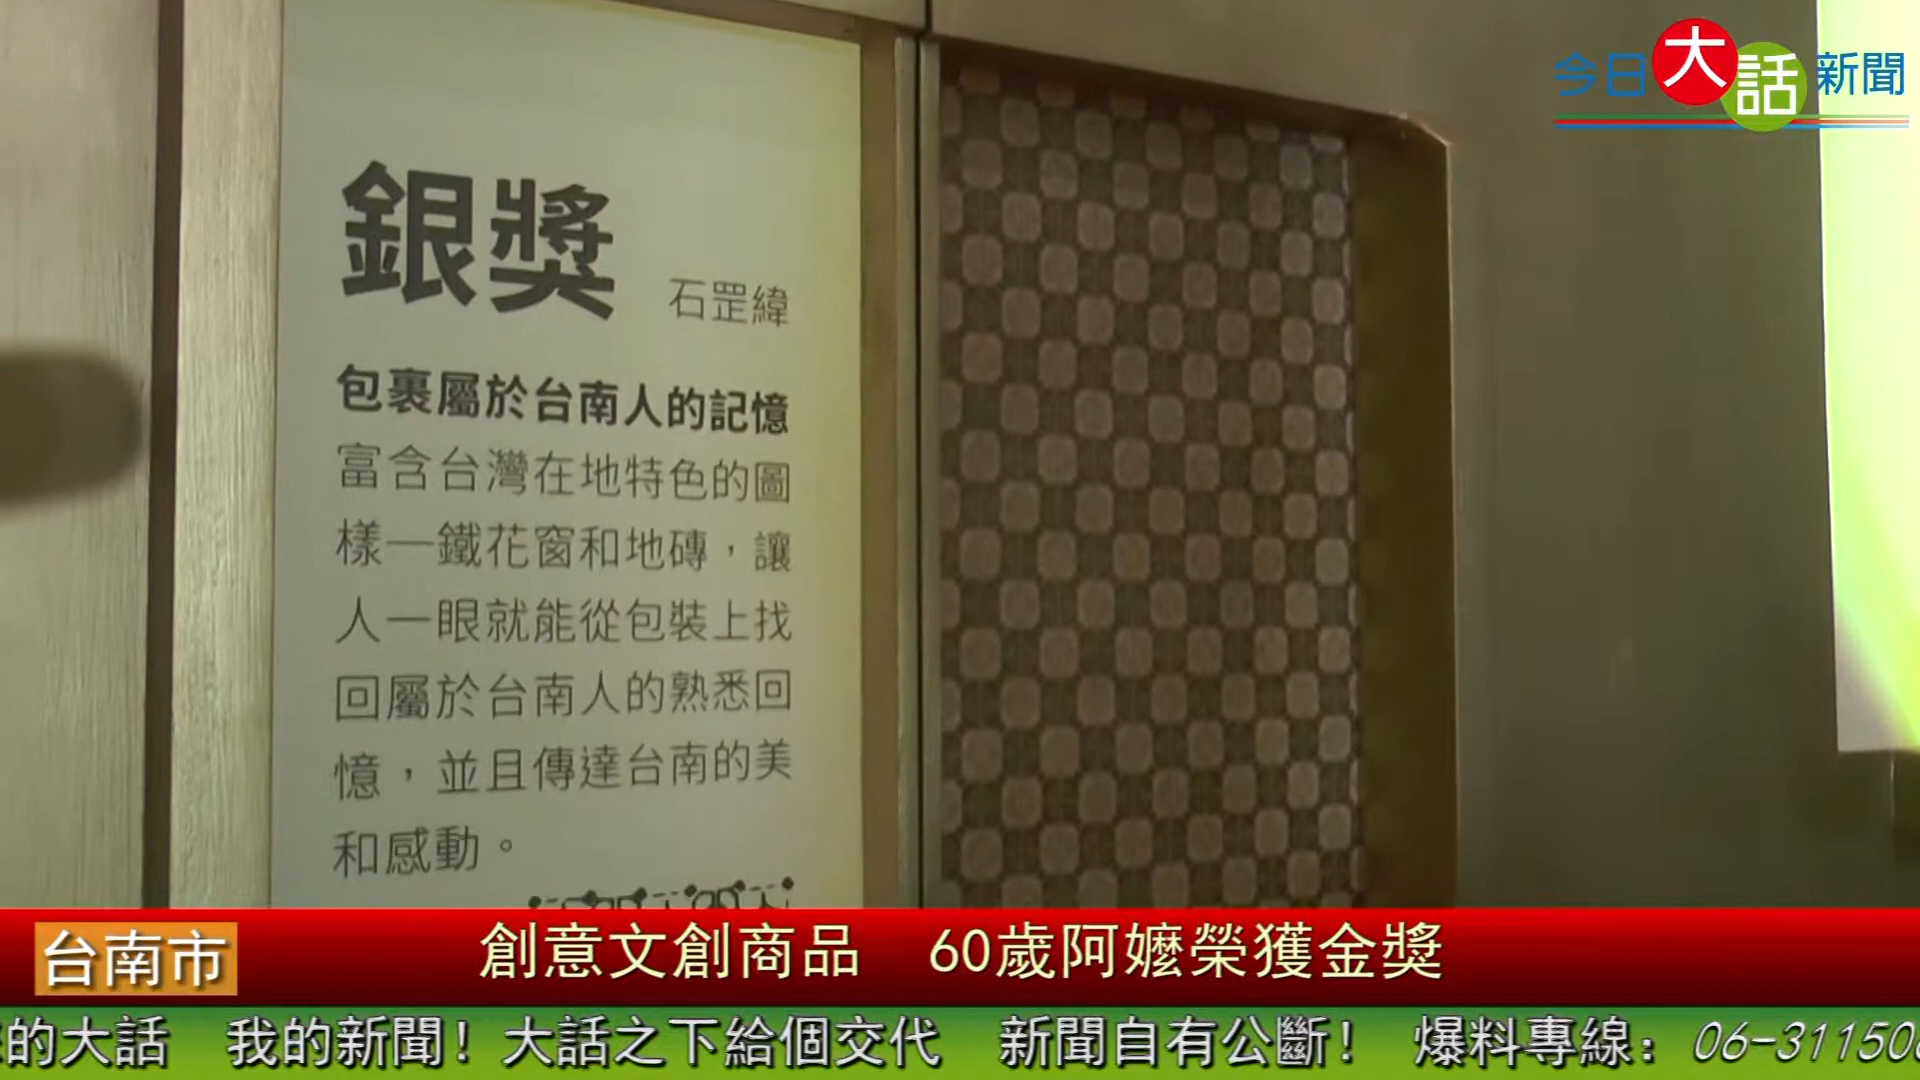 今日大話新聞
銀獎
石罡緯
包裹屬於台南人的記憶
富含台灣在地特色的圖
樣—鐵花窗和地磚，讓
人一眼就能從包裝上找
回屬於台南人的熟悉回
憶，並且傳達台南的美
和感動。
台南市
創意文創商品 60歲阿嬤榮獲金獎
的大話 我的新聞！大話之下給個交代 新聞自有公斷！ 爆料專線：06-311506